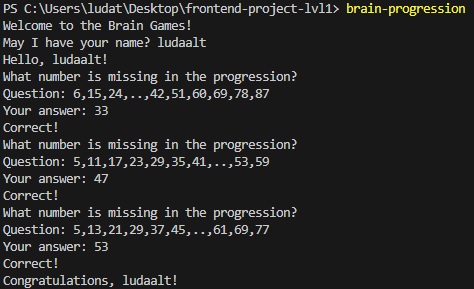 PS C:\Users\ludat\Desktop\frontend-project-lvl1> brain-progression
Welcome to the Brain Games!
May I have your name? ludaalt
Hello, ludaalt!
What number is missing in the progression?
Question: 6,15,24,..,42,51,60,69,78,87
Your answer: 33
Correct!
What number is missing in the progression?
Question: 5,11,17,23,29,35,41,..,53,59
Your answer: 47
Correct!
What number is missing in the progression?
Question: 5,13,21,29,37,45,..,61,69,77
Your answer: 53
Correct!
Congratulations, ludaalt!